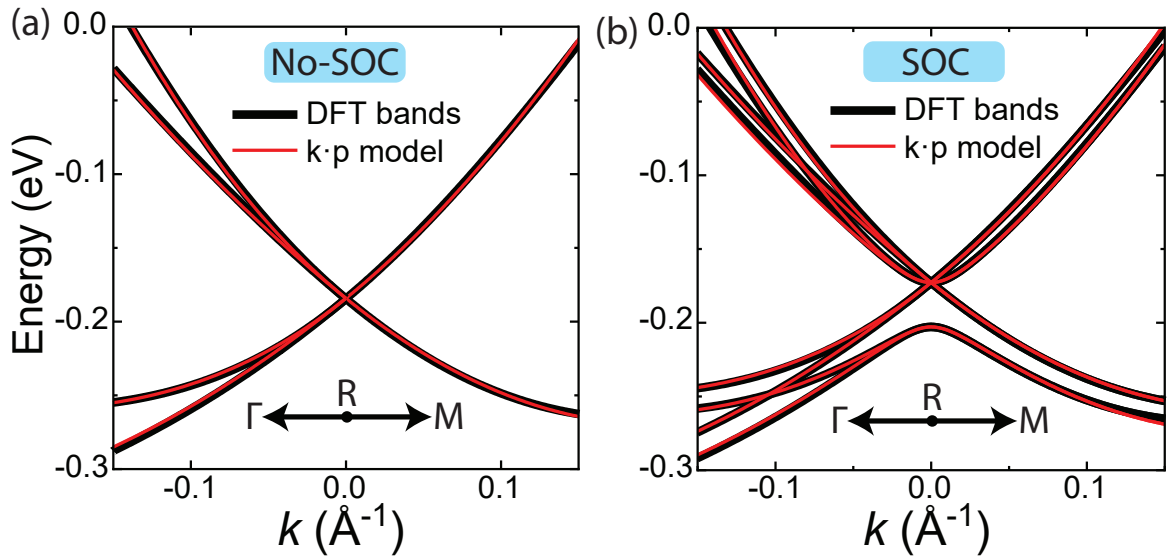 (a)
No-SOC
DFT bands
k·p model
Energy (eV)
0.0
-0.1
-0.2
-0.3
Γ R M
-0.1 0.0 0.1
k (Å⁻¹)
(b)
SOC
DFT bands
k·p model
0.0
-0.1
-0.2
-0.3
Γ R M
-0.1 0.0 0.1
k (Å⁻¹)